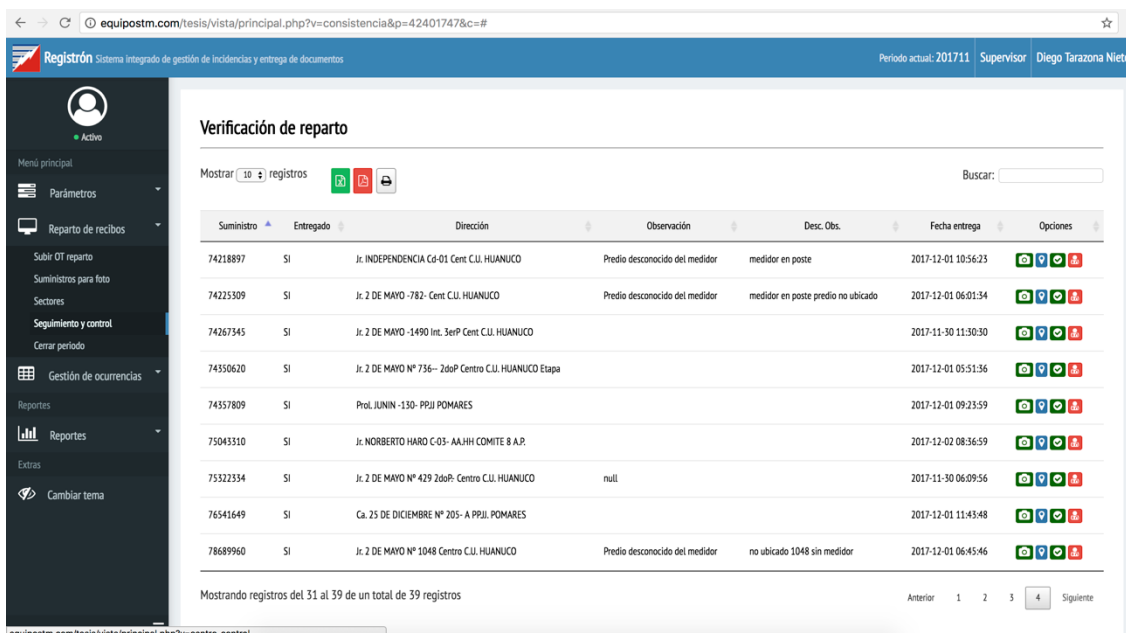 equipostm.com/tesis/vista/principal.php?v=consistencia&p=42401747&c=#
Registrón Sistema integrado de gestión de incidencias y entrega de documentos
Periodo actual: 201711 Supervisor Diego Tarazona Niet
Activo
Menú principal
Parámetros
Reparto de recibos
Subir OT reparto
Suministros para foto
Sectores
Seguimiento y control
Cerrar periodo
Gestión de ocurrencias
Reportes
Reportes
Extras
Cambiar tema
Verificación de reparto
Mostrar 10 registros
Buscar:
Suministro Entregado Dirección Observación Desc. Obs. Fecha entrega Opciones
74218897 SI Jr. INDEPENDENCIA Cd-01 Cent C.U. HUANUCO Predio desconocido del medidor medidor en poste 2017-12-01 10:56:23
74225309 SI Jr. 2 DE MAYO -782- Cent C.U. HUANUCO Predio desconocido del medidor medidor en poste predio no ubicado 2017-12-01 06:01:34
74267345 SI Jr. 2 DE MAYO -1490 Int. 3erP Cent C.U. HUANUCO 2017-11-30 11:30:30
74350620 SI Jr. 2 DE MAYO Nº 736-- 2doP Centro C.U. HUANUCO Etapa 2017-12-01 05:51:36
74357809 SI Prol. JUNIN -130- PPJJ POMARES 2017-12-01 09:23:59
75043310 SI Jr. NORBERTO HARO C-03- AA.HH COMITE 8 A.P. 2017-12-02 08:36:59
75322334 SI Jr. 2 DE MAYO Nº 429 2doP.- Centro C.U. HUANUCO null 2017-11-30 06:09:56
76541649 SI Ca. 25 DE DICIEMBRE Nº 205- A PP.JJ. POMARES 2017-12-01 11:43:48
78689960 SI Jr. 2 DE MAYO Nº 1048 Centro C.U. HUANUCO Predio desconocido del medidor no ubicado 1048 sin medidor 2017-12-01 06:45:46
Mostrando registros del 31 al 39 de un total de 39 registros
Anterior 1 2 3 4 Siguiente